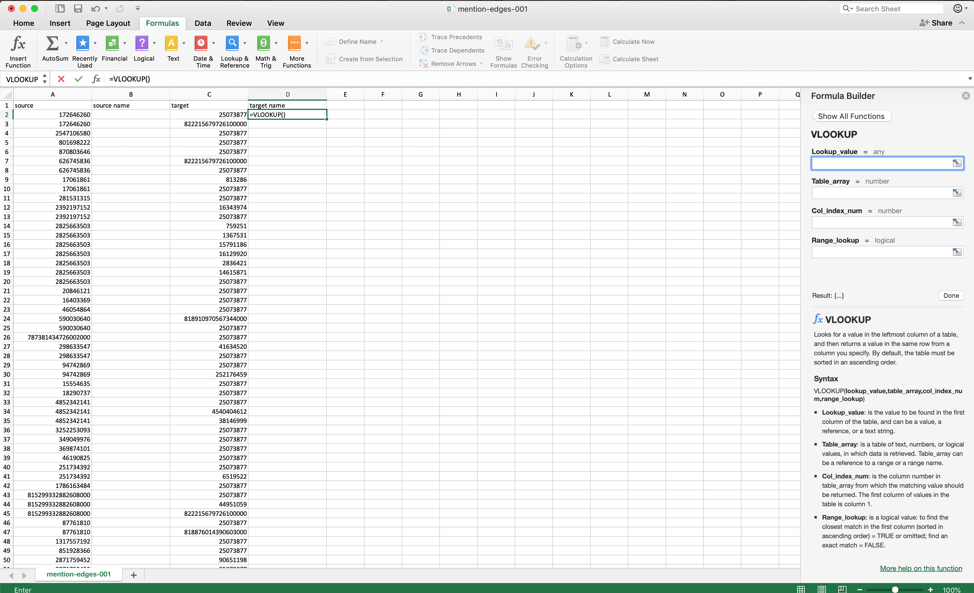 mention-edges-001
Search Sheet
Home Insert Page Layout Formulas Data Review View
Share
Insert Function
AutoSum
Recently Used
Financial
Logical
Text
Date & Time
Lookup & Reference
Math & Trig
More Functions
Define Name
Create from Selection
Trace Precedents
Trace Dependents
Remove Arrows
Show Formulas
Error Checking
Calculation Options
Calculate Now
Calculate Sheet
VLOOKUP fx =VLOOKUP()
A B C D E F G H I J K L M N O P Q
1 source source name target target name
2 172646260 25073877 =VLOOKUP()
3 172646260 822215679726100000
4 2547106580 25073877
5 801698222 25073877
6 870803646 25073877
7 626745836 822215679726100000
8 626745836 25073877
9 17061861 813286
10 17061861 25073877
11 281531315 25073877
12 2392197152 16343974
13 2392197152 25073877
14 2825663503 759251
15 2825663503 1367531
16 2825663503 15791186
17 2825663503 16129920
18 2825663503 2836421
19 2825663503 14615871
20 2825663503 25073877
21 20846121 25073877
22 16403369 25073877
23 46054864 25073877
24 590030640 818910970567344000
25 590030640 25073877
26 787381434726002000 25073877
27 298633547 41634520
28 298633547 25073877
29 94742869 25073877
30 94742869 252176459
31 15554635 25073877
32 18290737 25073877
33 4852342141 25073877
34 4852342141 4540404612
35 4852342141 38146999
36 3252253093 25073877
37 349049976 25073877
38 369874101 25073877
39 46190825 25073877
40 251734392 25073877
41 251734392 6519522
42 1786163484 25073877
43 815299332882608000 25073877
44 815299332882608000 44951059
45 815299332882608000 822215679726100000
46 87761810 25073877
47 87761810 818876014390603000
48 1317557192 25073877
49 851928366 25073877
50 2871759452 90651198
Formula Builder
Show All Functions
VLOOKUP
Lookup_value = any
Table_array = number
Col_index_num = number
Range_lookup = logical
Result: {...}
Done
fx VLOOKUP
Looks for a value in the leftmost column of a table,
and then returns a value in the same row from a
column you specify. By default, the table must be
sorted in an ascending order.
Syntax
VLOOKUP(lookup_value,table_array,col_index_nu
m,range_lookup)
• Lookup_value: is the value to be found in the first
column of the table, and can be a value, a
reference, or a text string.
• Table_array: is a table of text, numbers, or logical
values, in which data is retrieved. Table_array can
be a reference to a range or a range name.
• Col_index_num: is the column number in
table_array from which the matching value should
be returned. The first column of values in the
table is column 1.
• Range_lookup: is a logical value: to find the
closest match in the first column (sorted in
ascending order) = TRUE or omitted; find an
exact match = FALSE.
More help on this function
mention-edges-001 +
Enter
100%